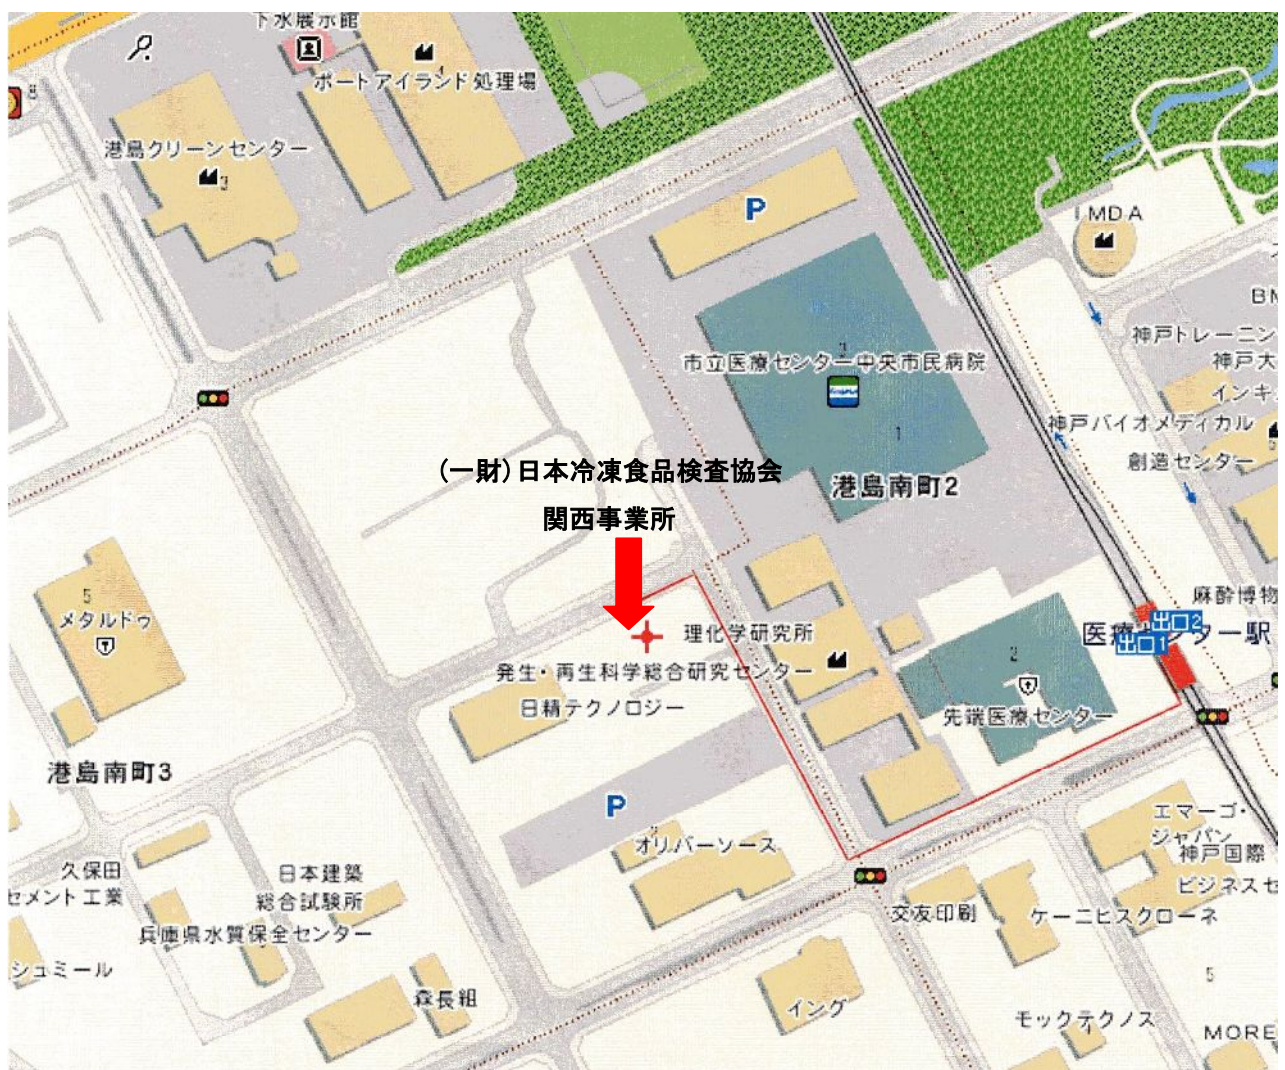 下水展示館
ポートアイランド処理場
8
港島クリーンセンター
3
P
IMDA
BM
市立医療センター中央市民病院
神戸トレーニン
神戸大
インキ
神戸バイオメディカル
創造センター
1
(一財)日本冷凍食品検査協会
関西事業所
港島南町2
5
メタルドゥ
麻酔博物
出口2
出口1
医療センター駅
理化学研究所
発生・再生科学総合研究センター
日精テクノロジー
2
先端医療センター
港島南町3
P
オリバーソース
エマーゴ・
ジャパン
神戸国際
ビジネスセ
久保田
セメント工業
日本建築
総合試験所
兵庫県水質保全センター
交友印刷
ケーニヒスクローネ
シュミール
森長組
イング
5
モックテクノス
MORE